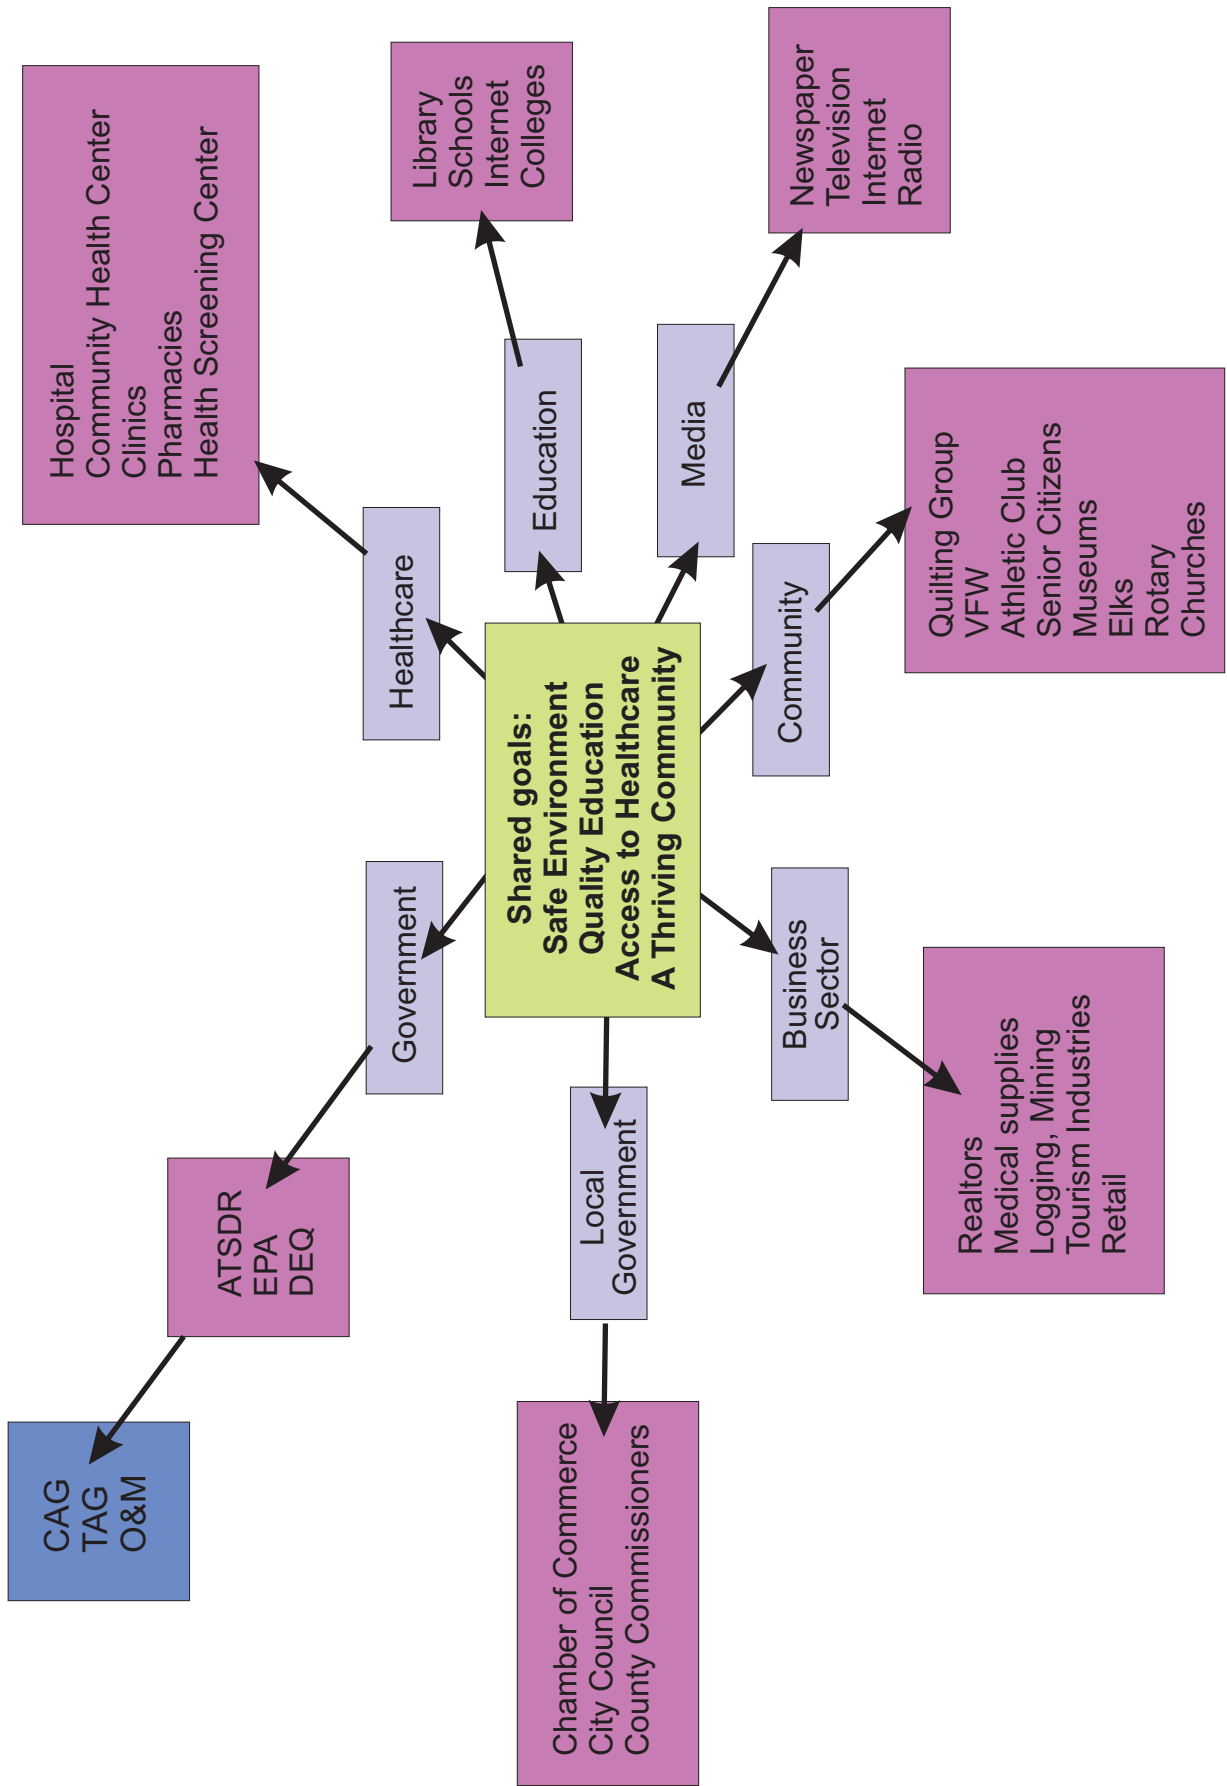 CAG
TAG
O&M
ATSDR
EPA
DEQ
Government
Healthcare
Hospital
Community Health Center
Clinics
Pharmacies
Health Screening Center
Education
Library
Schools
Internet
Colleges
Shared goals:
Safe Environment
Quality Education
Access to Healthcare
A Thriving Community
Chamber of Commerce
City Council
County Commissioners
Local
Government
Media
Newspaper
Television
Internet
Radio
Business
Sector
Realtors
Medical supplies
Logging, Mining
Tourism Industries
Retail
Community
Quilting Group
VFW
Athletic Club
Senior Citizens
Museums
Elks
Rotary
Churches